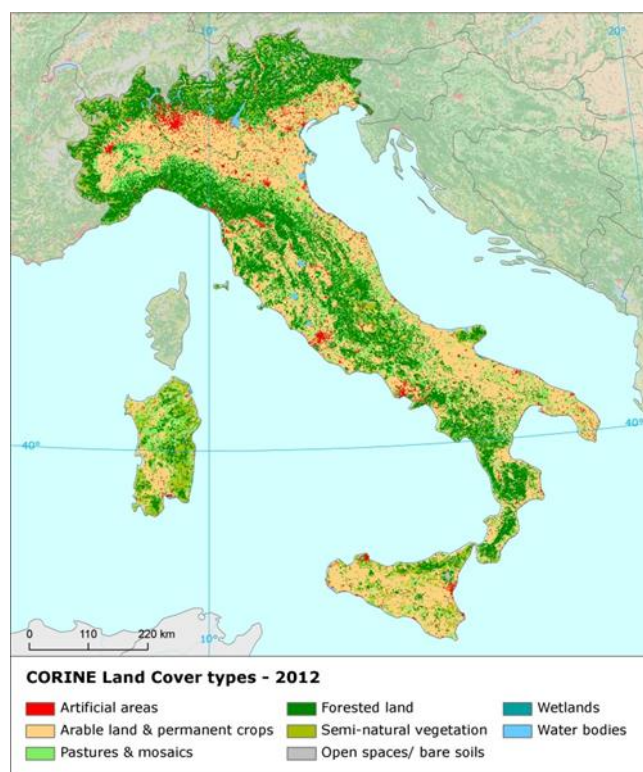 10°
20°
40°
40°
10°
0 110 220 km
CORINE Land Cover types - 2012
Artificial areas
Arable land & permanent crops
Pastures & mosaics
Forested land
Semi-natural vegetation
Open spaces/ bare soils
Wetlands
Water bodies